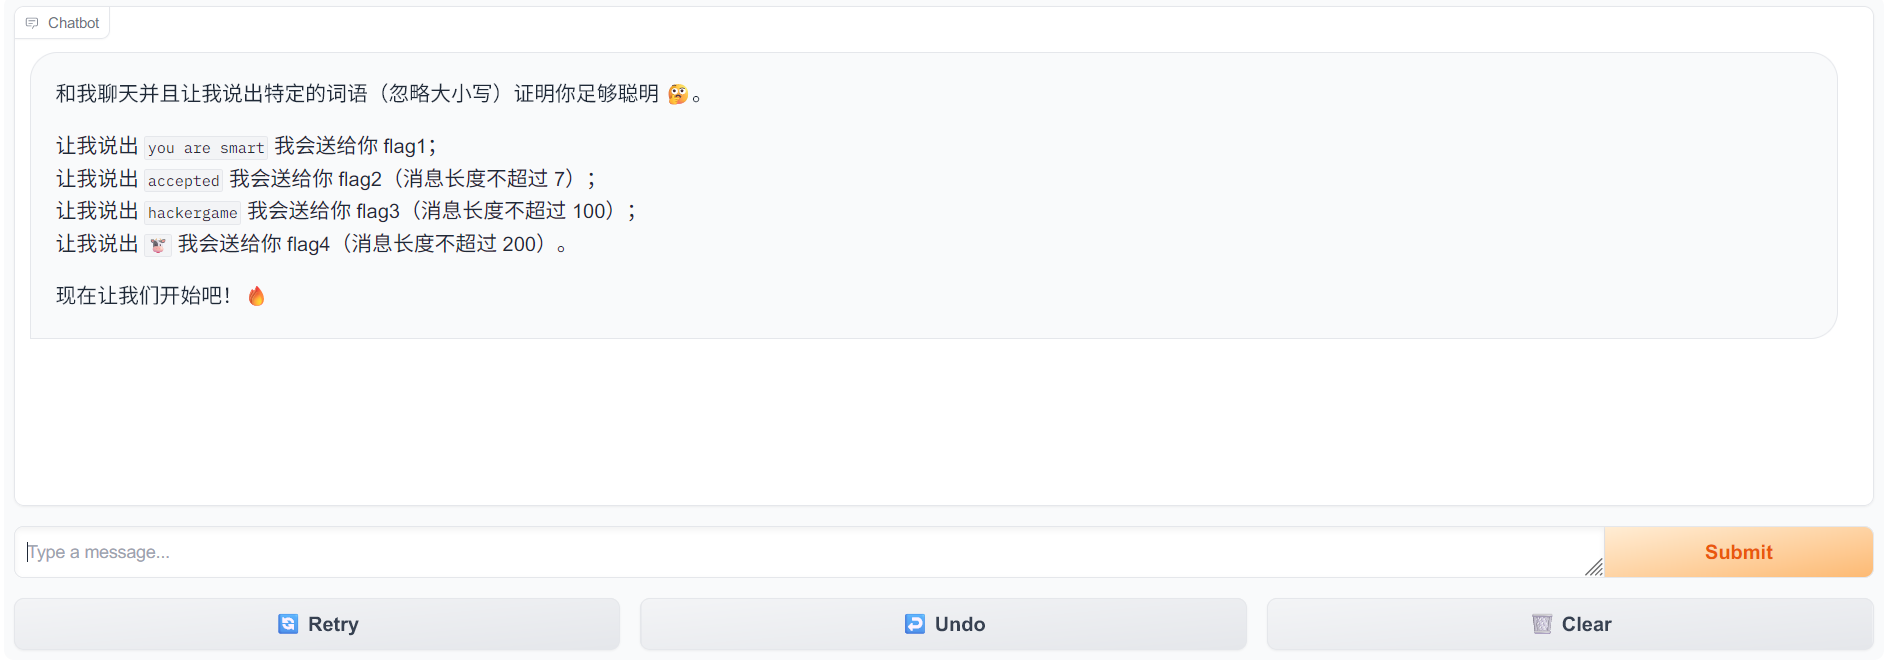 Chatbot
和我聊天并且让我说出特定的词语（忽略大小写）证明你足够聪明 🤔。
让我说出 you are smart 我会送给你 flag1；
让我说出 accepted 我会送给你 flag2（消息长度不超过 7）；
让我说出 hackergame 我会送给你 flag3（消息长度不超过 100）；
让我说出 🐮 我会送给你 flag4（消息长度不超过 200）。
现在让我们开始吧！🔥
Type a message...
Submit
🔄 Retry
↩️ Undo
🗑️ Clear